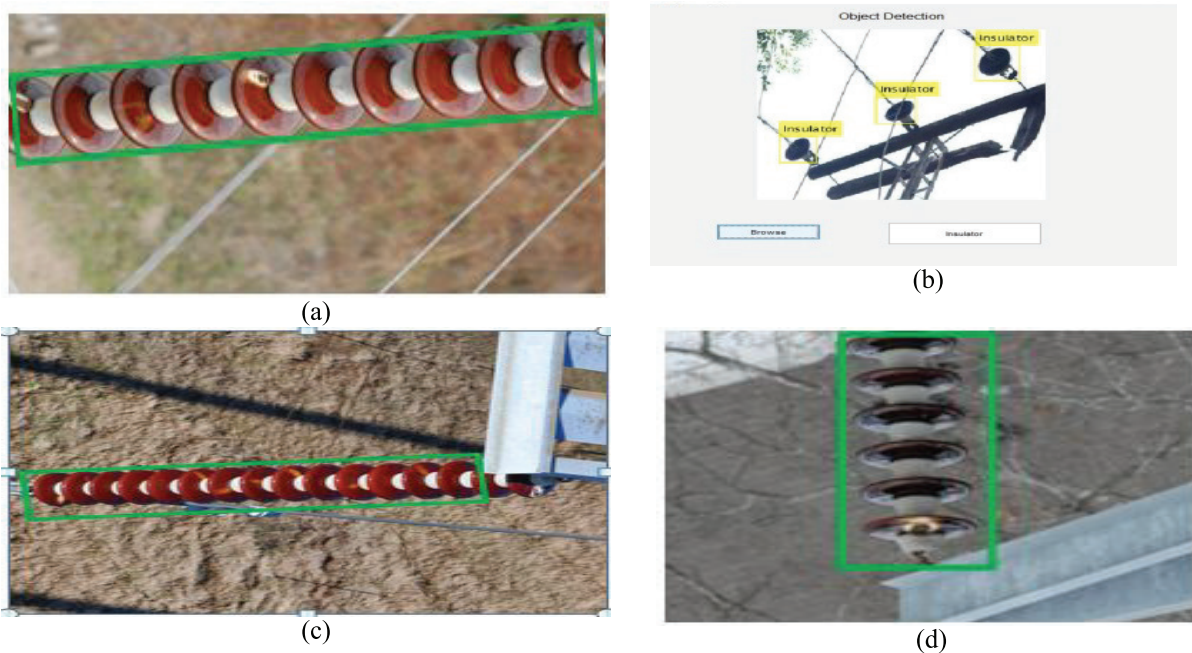 Object Detection
Insulator
Insulator
Insulator
Browse
Insulator
(a)
(b)
(c)
(d)